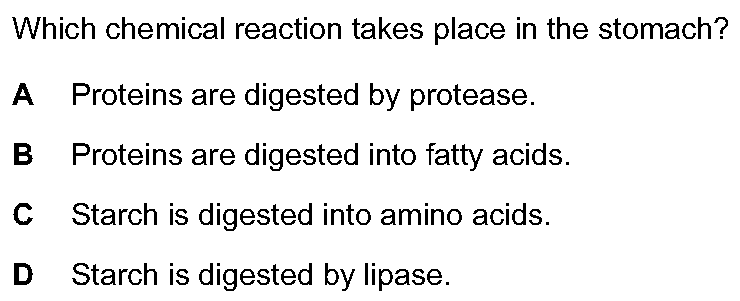 Which chemical reaction takes place in the stomach?
A Proteins are digested by protease.
B Proteins are digested into fatty acids.
C Starch is digested into amino acids.
D Starch is digested by lipase.